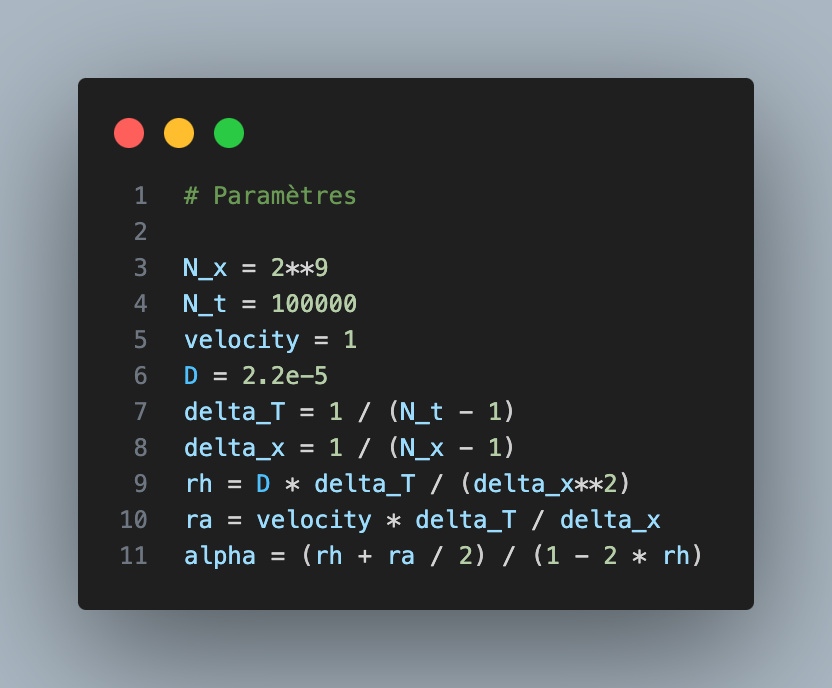 1 # Paramètres
2
3 N_x = 2**9
4 N_t = 100000
5 velocity = 1
6 D = 2.2e-5
7 delta_T = 1 / (N_t - 1)
8 delta_x = 1 / (N_x - 1)
9 rh = D * delta_T / (delta_x**2)
10 ra = velocity * delta_T / delta_x
11 alpha = (rh + ra / 2) / (1 - 2 * rh)